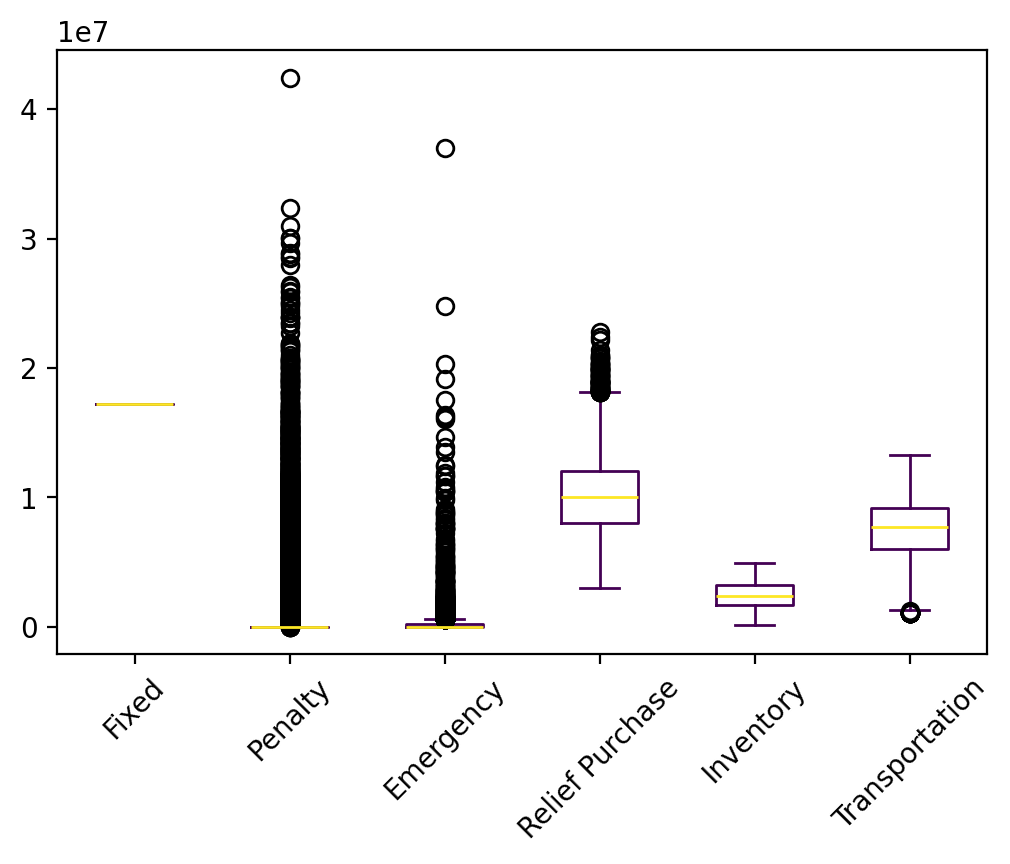 1e7
4
3
2
1
0
Fixed
Penalty
Emergency
Relief Purchase
Inventory
Transportation